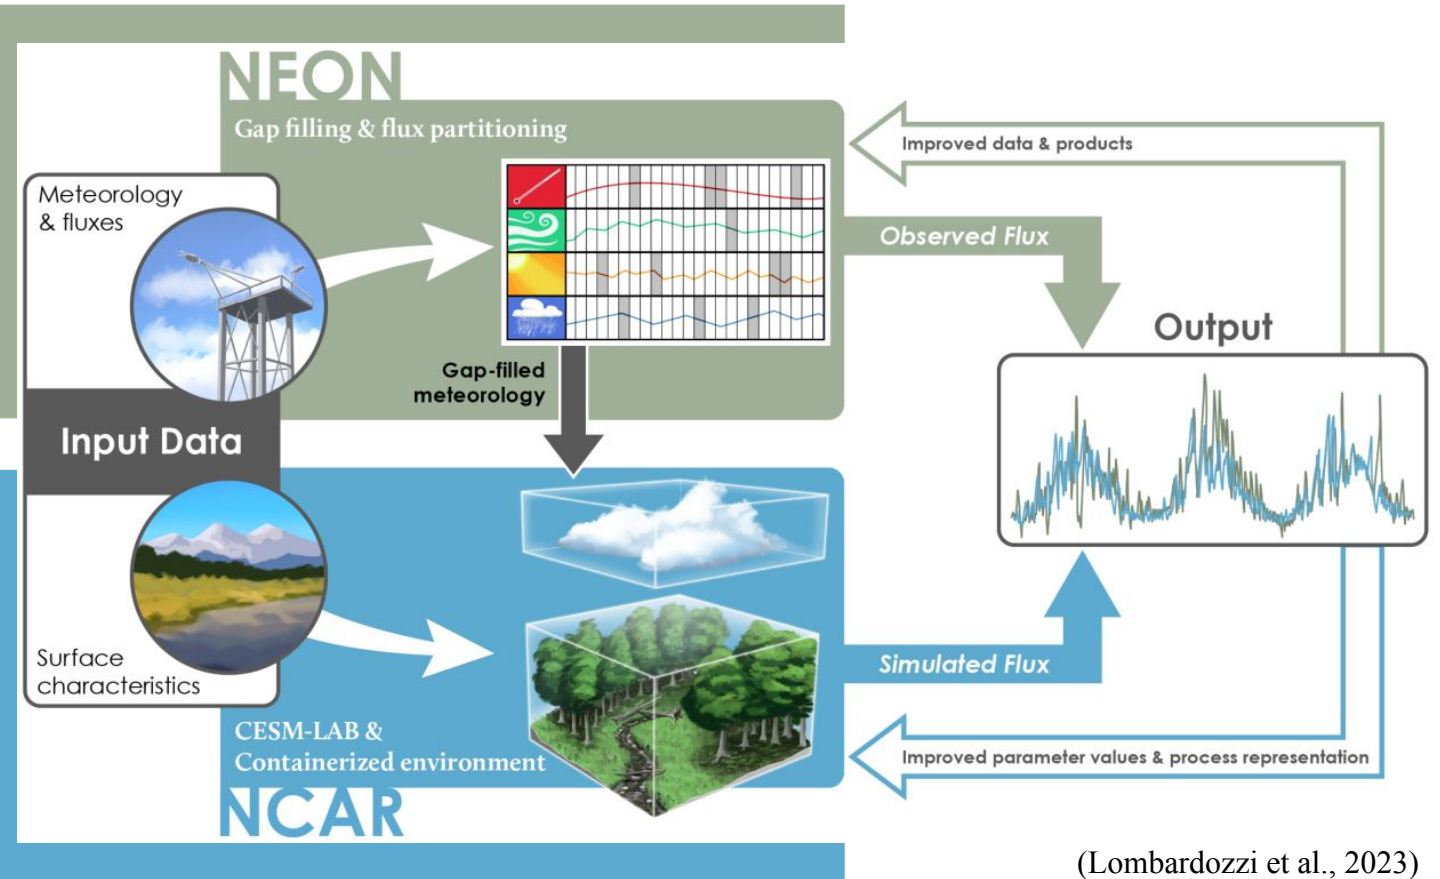 NEON
Gap filling & flux partitioning
Improved data & products
Meteorology
& fluxes
Observed Flux
Output
Gap-filled
meteorology
Input Data
Surface
characteristics
Simulated Flux
CESM-LAB &
Containerized environment
Improved parameter values & process representation
NCAR
(Lombardozzi et al., 2023)